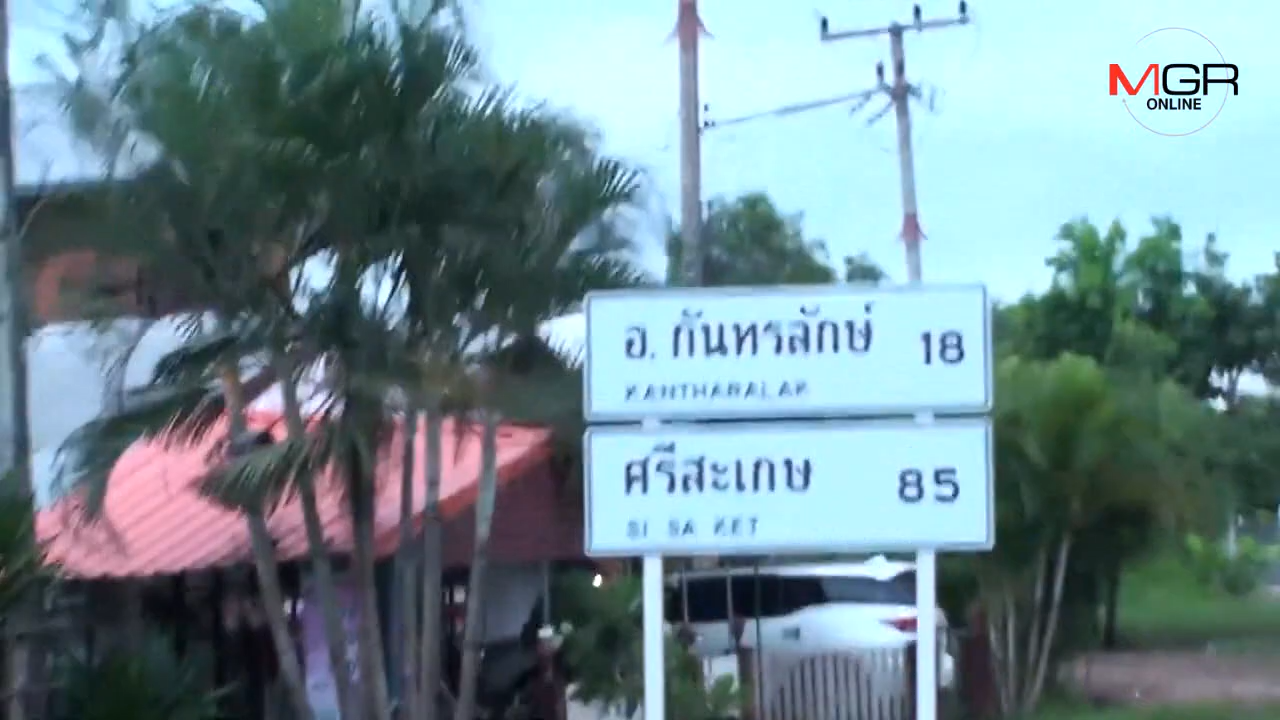 MGR
ONLINE
อ. กันทรลักษ์ 18
KANTHARALAK
ศรีสะเกษ 85
SI SA KET